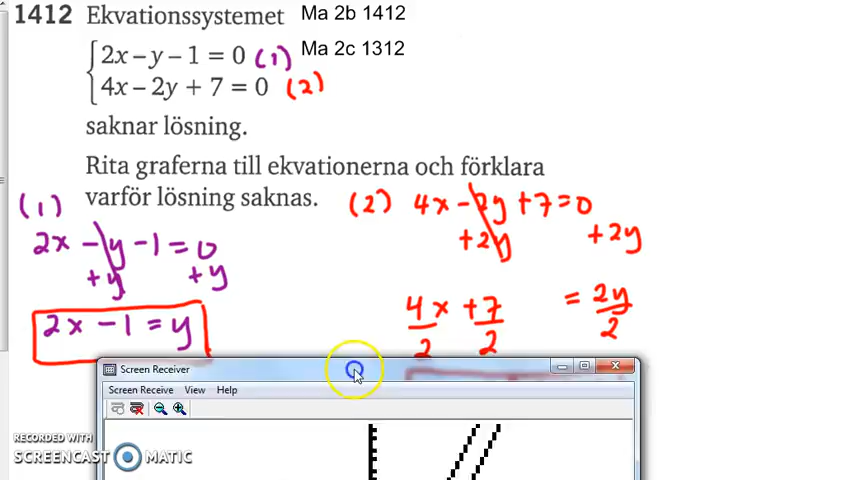 1412 Ekvationssystemet Ma 2b 1412
2x – y – 1 = 0 (1) Ma 2c 1312
4x – 2y + 7 = 0 (2)
saknar lösning.
Rita graferna till ekvationerna och förklara
varför lösning saknas.
(1)
2x - y - 1 = 0
+y +y
2x - 1 = y
(2) 4x - 2y + 7 = 0
+2y +2y
4x/2 + 7/2 = 2y/2
Screen Receiver
Screen Receive View Help
RECORDED WITH
SCREENCAST MATIC